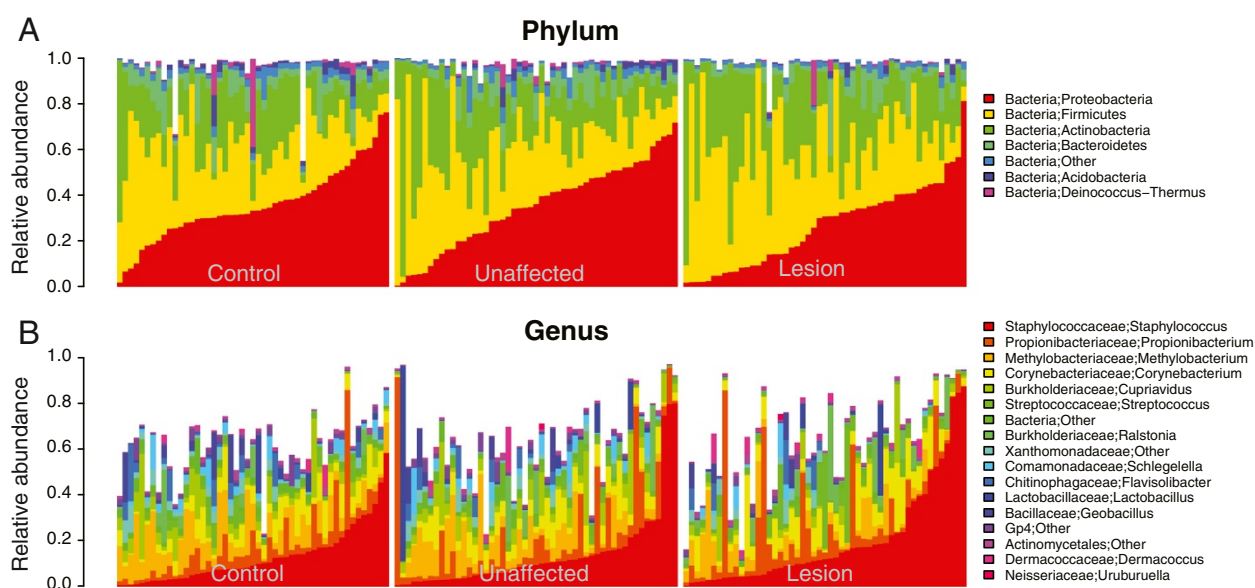 A
Phylum
1.0
0.8
0.6
0.4
0.2
0.0
Relative abundance
Control
Unaffected
Lesion
Bacteria;Proteobacteria
Bacteria;Firmicutes
Bacteria;Actinobacteria
Bacteria;Bacteroidetes
Bacteria;Other
Bacteria;Acidobacteria
Bacteria;Deinococcus−Thermus
B
Genus
1.0
0.8
0.6
0.4
0.2
0.0
Relative abundance
Control
Unaffected
Lesion
Staphylococcaceae;Staphylococcus
Propionibacteriaceae;Propionibacterium
Methylobacteriaceae;Methylobacterium
Corynebacteriaceae;Corynebacterium
Burkholderiaceae;Cupriavidus
Streptococcaceae;Streptococcus
Bacteria;Other
Burkholderiaceae;Ralstonia
Xanthomonadaceae;Other
Comamonadaceae;Schlegelella
Chitinophagaceae;Flavisolibacter
Lactobacillaceae;Lactobacillus
Bacillaceae;Geobacillus
Gp4;Other
Actinomycetales;Other
Dermacoccaceae;Dermacoccus
Neisseriaceae;Uruburuella